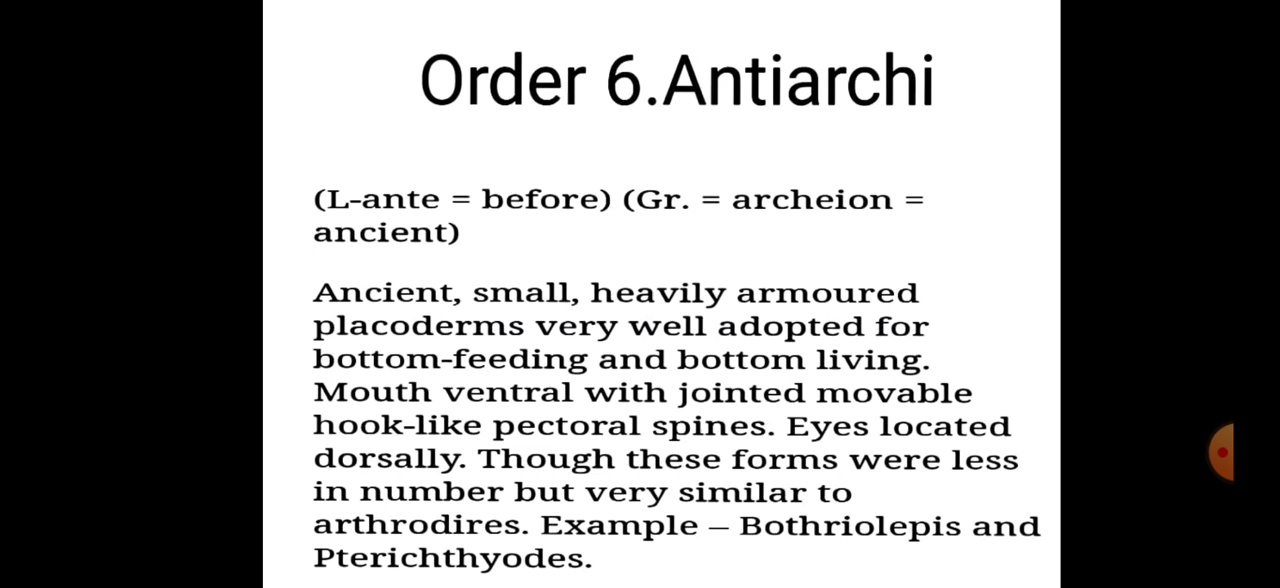 Order 6.Antiarchi
(L-ante = before) (Gr. = archeion =
ancient)
Ancient, small, heavily armoured
placoderms very well adopted for
bottom-feeding and bottom living.
Mouth ventral with jointed movable
hook-like pectoral spines. Eyes located
dorsally. Though these forms were less
in number but very similar to
arthrodires. Example – Bothriolepis and
Pterichthyodes.